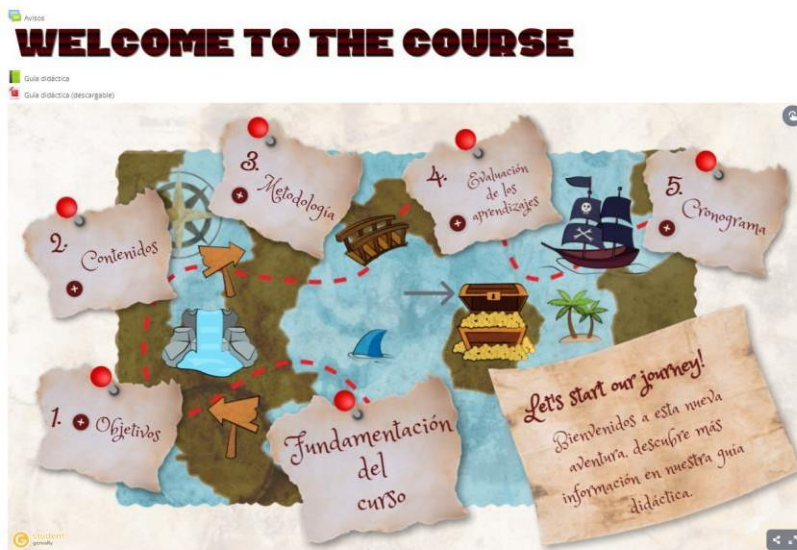 Avisos
WELCOME TO THE COURSE
Guía didáctica
Guía didáctica (descargable)
3.
Metodología
4.
Evaluación
de los
aprendizajes
5.
Cronograma
2.
Contenidos
1.
Objetivos
Fundamentación
del
curso
Let's start our journey!
Bienvenidos a esta nueva
aventura, descubre más
información en nuestra guía
didáctica.
student
genially